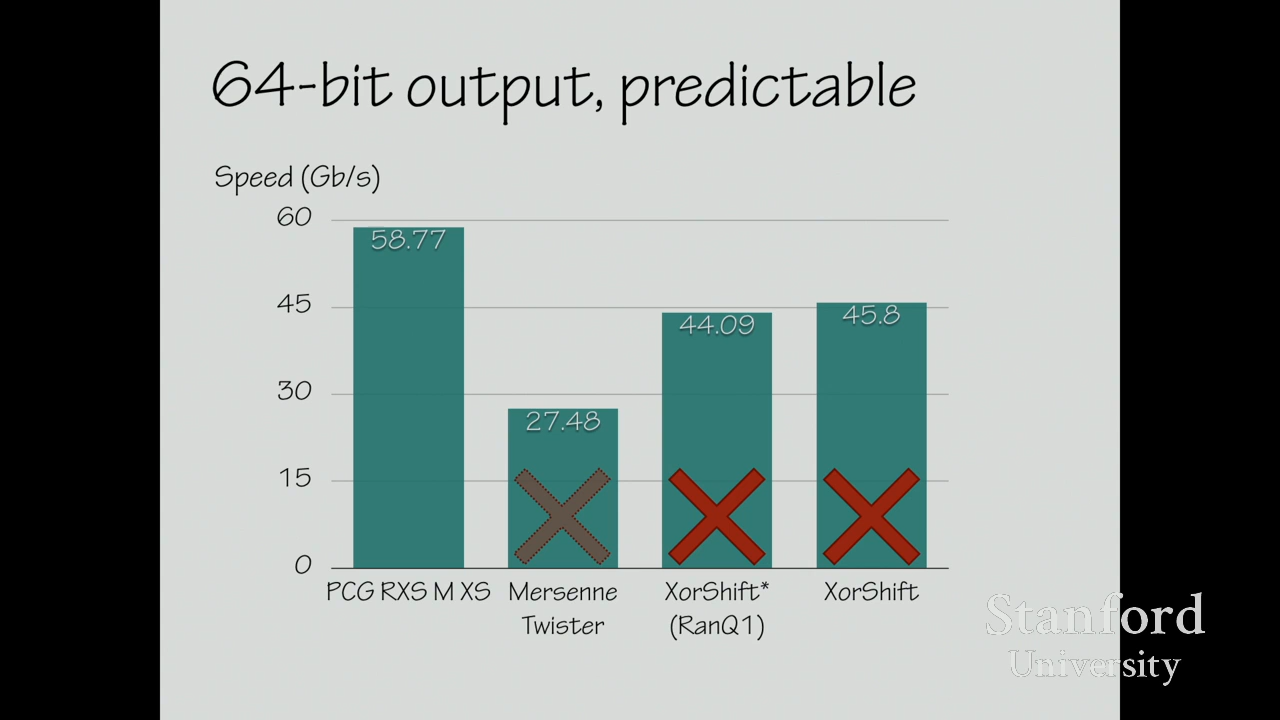 64-bit output, predictable
Speed (Gb/s)
60
58.77
45
44.09
45.8
30
27.48
15
0
PCG RXS M XS
Mersenne
Twister
XorShift*
(RanQ1)
XorShift
Stanford
University